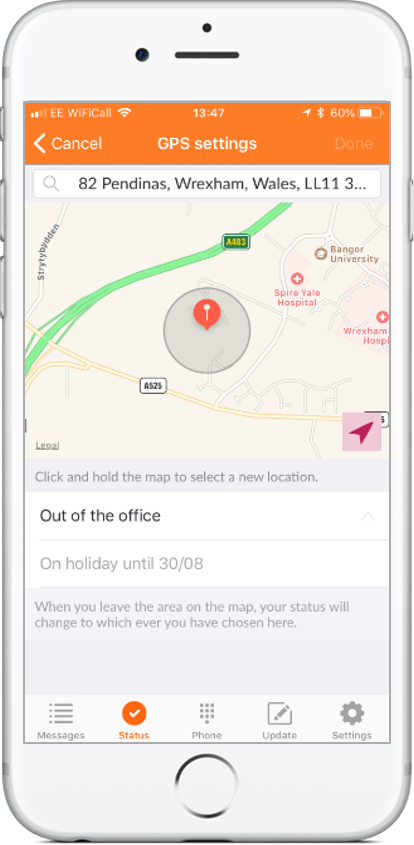 EE WiFiCall 13:47 60%
Cancel GPS settings Done
82 Pendinas, Wrexham, Wales, LL11 3...
Strytybydden
A483
Bangor
University
Spire Yale
Hospital
Wrexham
Hospi
A525
5
Legal
Click and hold the map to select a new location.
Out of the office
On holiday until 30/08
When you leave the area on the map, your status will
change to which ever you have chosen here.
Messages Status Phone Update Settings